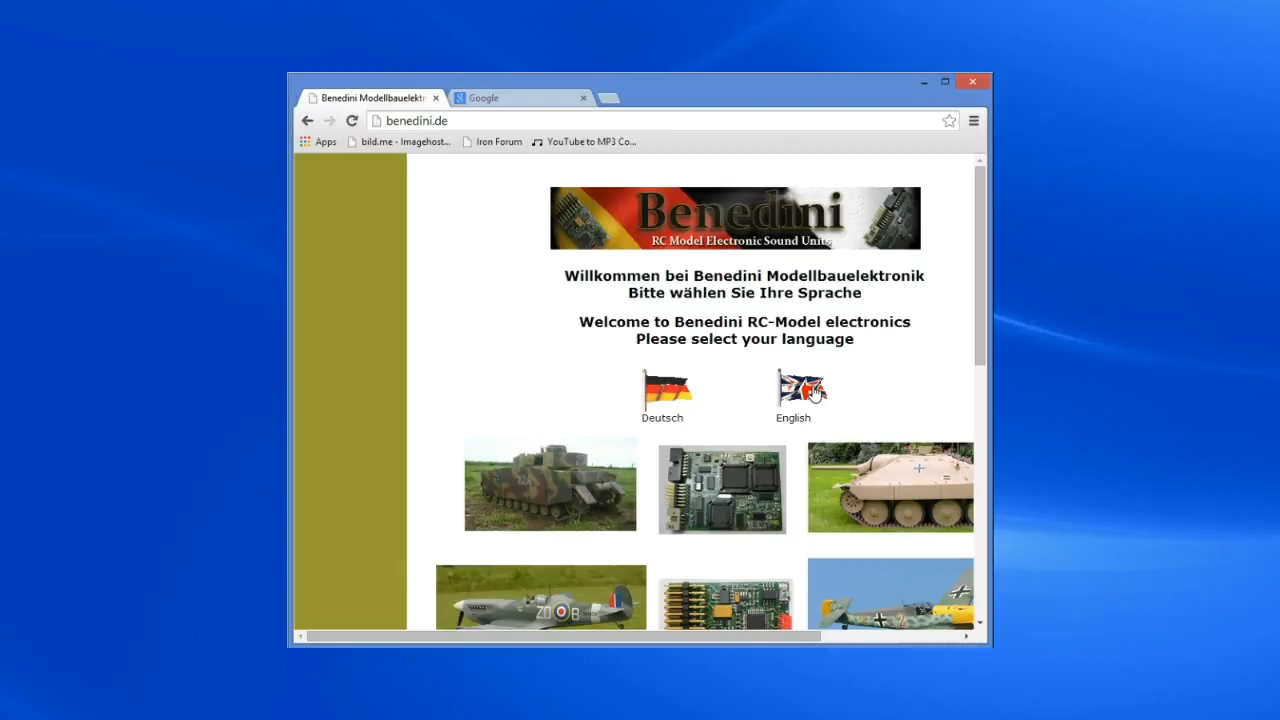 Benedini Modellbauelektr
Google
benedini.de
Apps
bild.me - Imagehost...
Iron Forum
YouTube to MP3 Co...
Benedini
RC Model Electronic Sound Units
Willkommen bei Benedini Modellbauelektronik
Bitte wählen Sie Ihre Sprache
Welcome to Benedini RC-Model electronics
Please select your language
Deutsch
English
ZD B